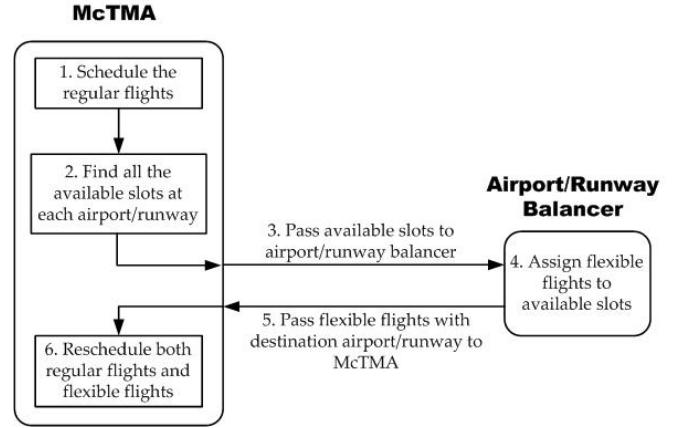 McTMA
1. Schedule the
regular flights
2. Find all the
available slots at
each airport/runway
3. Pass available slots to
airport/runway balancer
Airport/Runway
Balancer
4. Assign flexible
flights to
available slots
5. Pass flexible flights with
destination airport/runway to
McTMA
6. Reschedule both
regular flights and
flexible flights